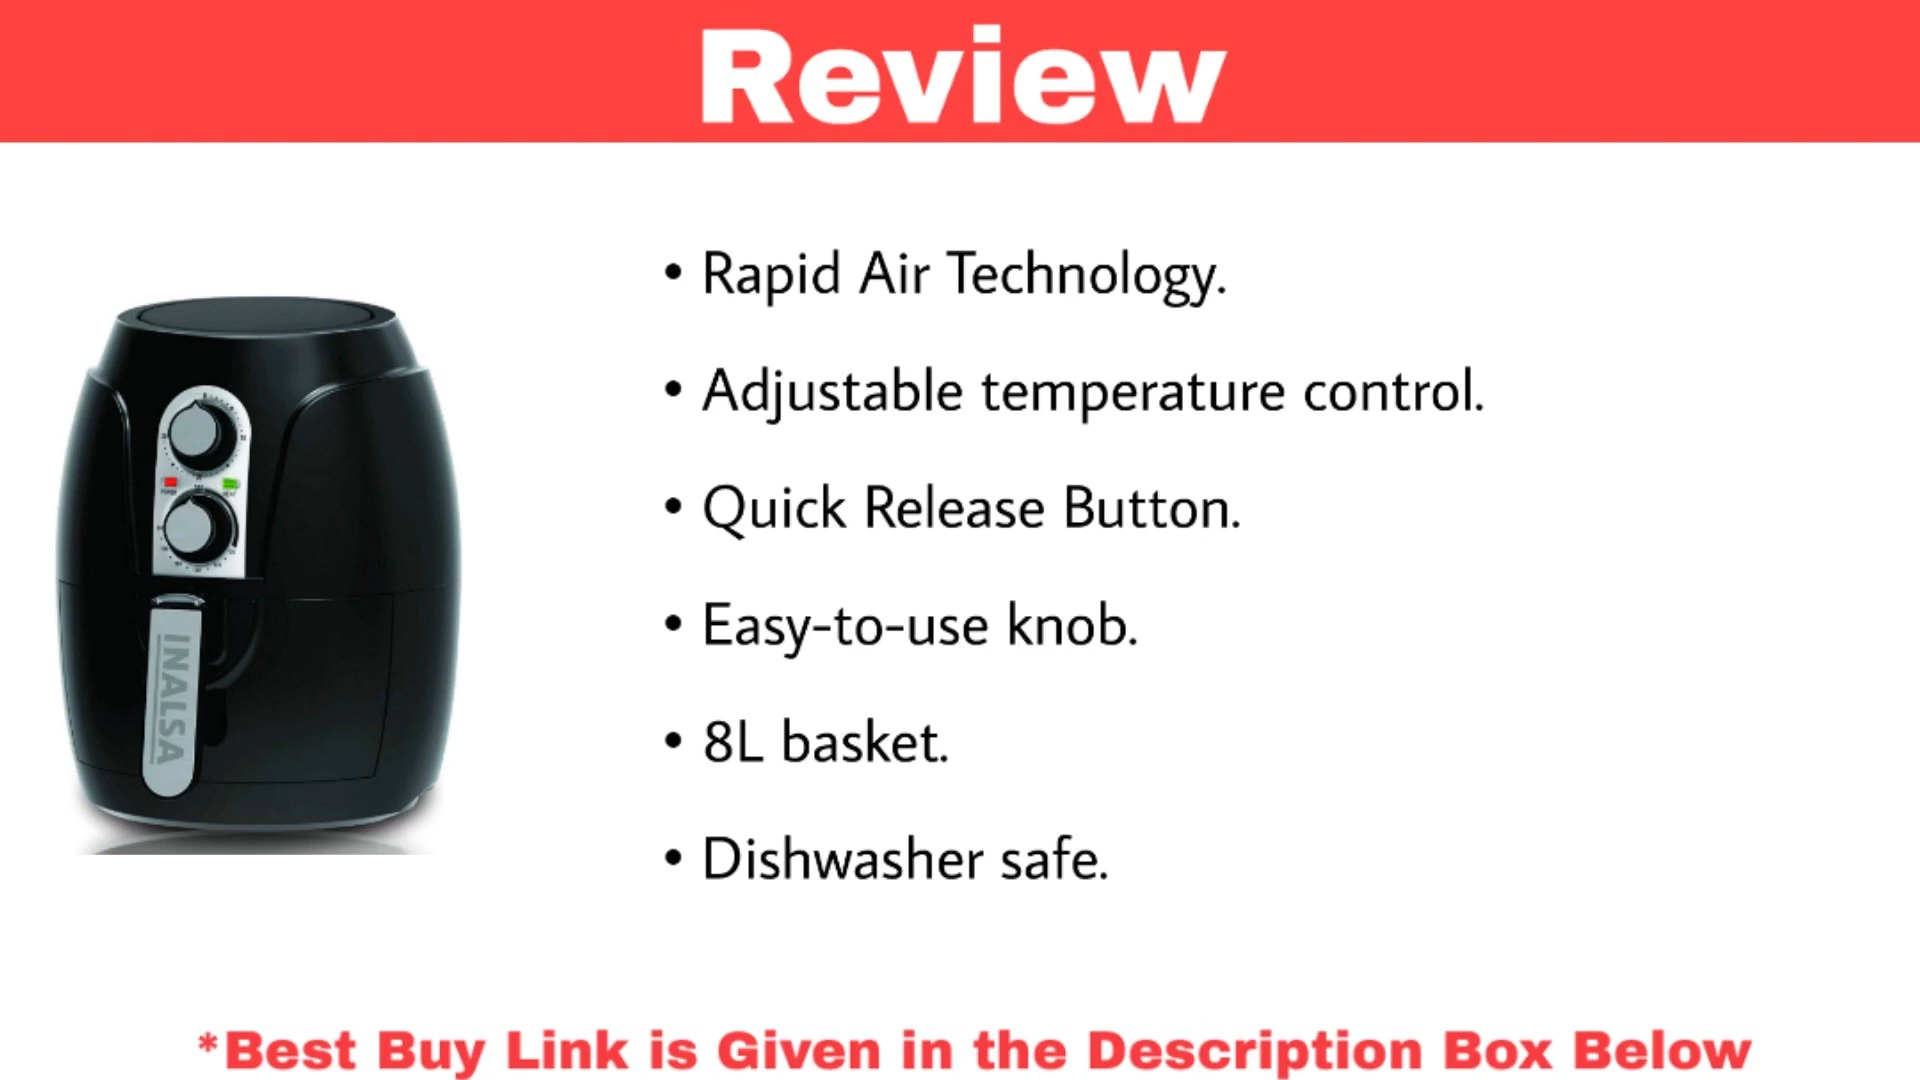 Review
• Rapid Air Technology.
• Adjustable temperature control.
• Quick Release Button.
• Easy-to-use knob.
• 8L basket.
• Dishwasher safe.
INALSA
*Best Buy Link is Given in the Description Box Below